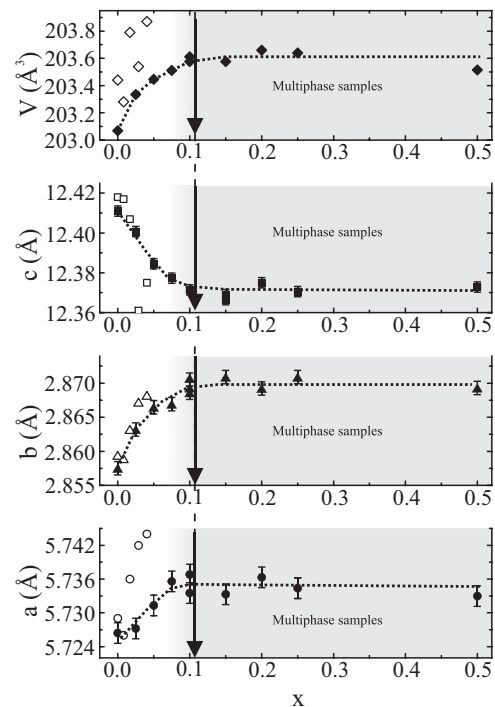 V (Å³)
203.9
203.6
203.3
203.0
Multiphase samples
0.0 0.1 0.2 0.3 0.4 0.5
c (Å)
12.42
12.40
12.38
12.36
Multiphase samples
0.0 0.1 0.2 0.3 0.4 0.5
b (Å)
2.870
2.865
2.860
2.855
Multiphase samples
0.0 0.1 0.2 0.3 0.4 0.5
a (Å)
5.742
5.736
5.730
5.724
Multiphase samples
0.0 0.1 0.2 0.3 0.4 0.5
x